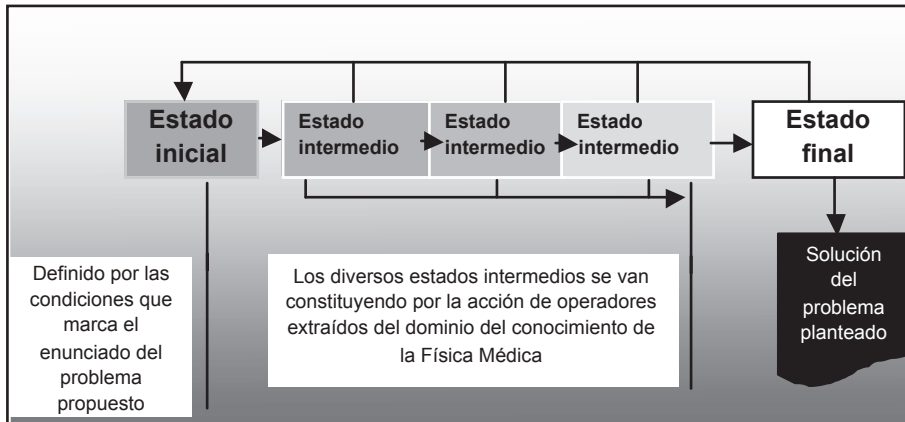 Estado
inicial
Estado
intermedio
Estado
intermedio
Estado
intermedio
Estado
final
Definido por las
condiciones que
marca el
enunciado del
problema
propuesto
Los diversos estados intermedios se van
constituyendo por la acción de operadores
extraídos del dominio del conocimiento de
la Física Médica
Solución
del
problema
planteado